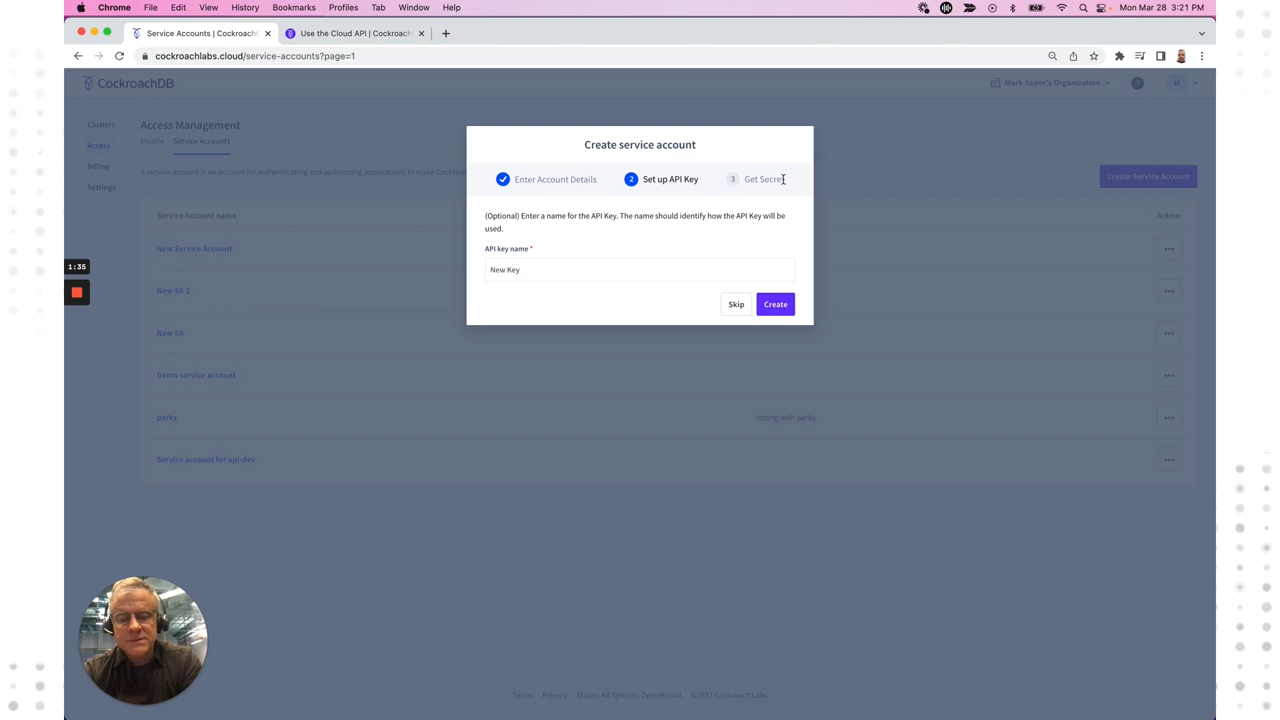 Chrome File Edit View History Bookmarks Profiles Tab Window Help Mon Mar 28 3:21 PM
Service Accounts | Cockroach Use the Cloud API | Cockroach
cockroachlabs.cloud/service-accounts?page=1
CockroachDB
Mark Soper's Organization
?
M
Clusters
Access
Billing
Settings
Access Management
People Service Accounts
A service account is an account for authenticating and authorizing applications to make Cockroac
Create Service Account
Service Account name
Action
New Service Account
New SA 2
New SA
Demo service account
parks testing with parks
Service account for api-dev
Create service account
Enter Account Details
2 Set up API Key
3 Get Secret
(Optional) Enter a name for the API Key. The name should identify how the API Key will be
used.
API key name *
New Key
Skip Create
1:35
Terms Privacy Status: All Systems Operational. ©2022 Cockroach Labs